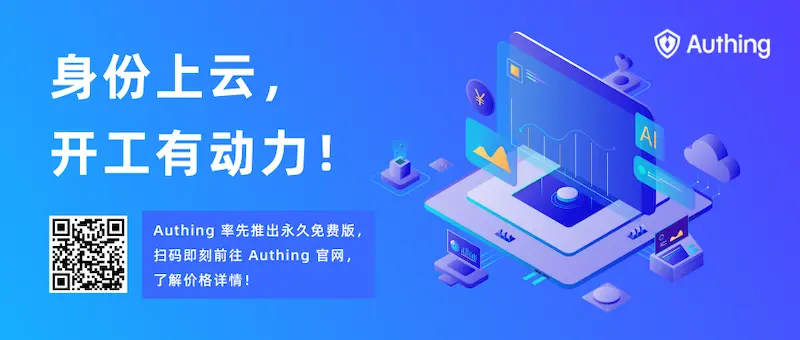 Authing
身份上云，
开工有动力！
Authing 率先推出永久免费版，
扫码即刻前往 Authing 官网，
了解价格详情！
¥
AI